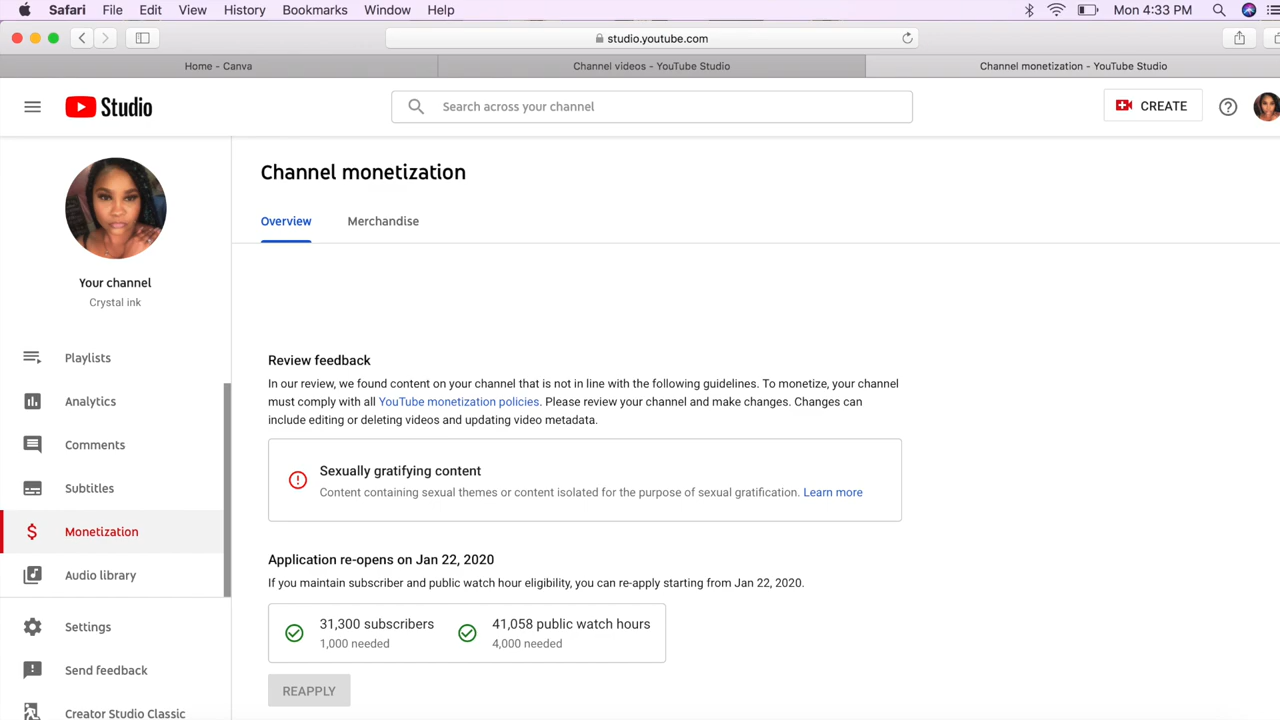 Safari File Edit View History Bookmarks Window Help Mon 4:33 PM
studio.youtube.com
Home - Canva Channel videos - YouTube Studio Channel monetization - YouTube Studio
Studio Search across your channel CREATE
Channel monetization
Overview Merchandise
Your channel
Crystal ink
Playlists
Analytics
Comments
Subtitles
Monetization
Audio library
Settings
Send feedback
Creator Studio Classic
Review feedback
In our review, we found content on your channel that is not in line with the following guidelines. To monetize, your channel
must comply with all YouTube monetization policies. Please review your channel and make changes. Changes can
include editing or deleting videos and updating video metadata.
Sexually gratifying content
Content containing sexual themes or content isolated for the purpose of sexual gratification. Learn more
Application re-opens on Jan 22, 2020
If you maintain subscriber and public watch hour eligibility, you can re-apply starting from Jan 22, 2020.
31,300 subscribers
1,000 needed
41,058 public watch hours
4,000 needed
REAPPLY